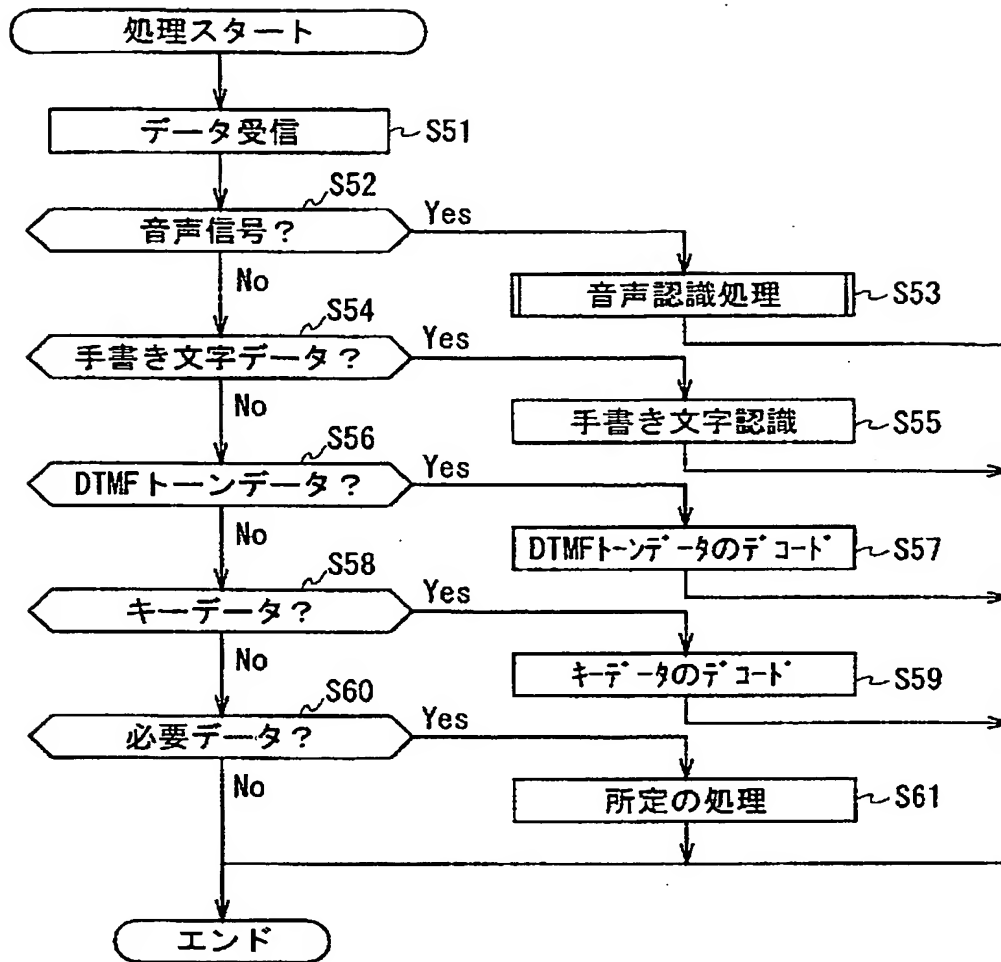 処理スタート
データ受信
S51
S52
音声信号?
Yes
No
音声認識処理
S53
S54
手書き文字データ?
Yes
No
手書き文字認識
S55
S56
DTMFトーンデータ?
Yes
No
DTMFトーンデータのデコード
S57
S58
キーデータ?
Yes
No
キーデータのデコード
S59
S60
必要データ?
Yes
No
所定の処理
S61
エンド